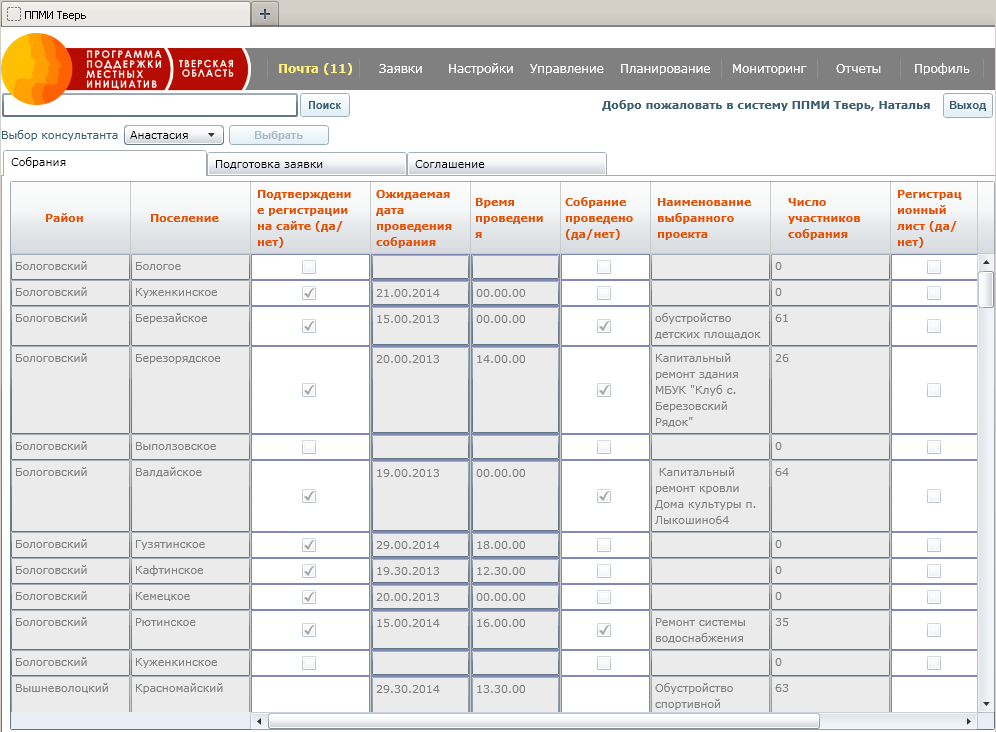 ППМИ Тверь
+
ПРОГРАММА
ПОДДЕРЖКИ
МЕСТНЫХ
ИНИЦИАТИВ
ТВЕРСКАЯ
ОБЛАСТЬ
Почта (11) Заявки Настройки Управление Планирование Мониторинг Отчеты Профиль
Поиск Добро пожаловать в систему ППМИ Тверь, Наталья Выход
Выбор консультанта Анастасия Выбрать
Собрания Подготовка заявки Соглашение
Район
Поселение
Подтверждени
е регистрации
на сайте (да/
нет)
Ожидаемая
дата
проведения
собрания
Время
проведени
я
Собрание
проведено
(да/нет)
Наименование
выбранного
проекта
Число
участников
собрания
Регистрац
ионный
лист (да/
нет)
Бологовский Бологое 0
Бологовский Куженкинское 21.00.2014 00.00.00 0
Бологовский Березайское 15.00.2013 00.00.00 обустройство 61
детских площадок
Бологовский Березорядское 20.00.2013 14.00.00 Капитальный 26
ремонт здания
МБУК "Клуб с.
Березовский
Рядок"
Бологовский Выползовское 0
Бологовский Валдайское 19.00.2013 00.00.00 Капитальный 64
ремонт кровли
Дома культуры п.
Лыкошино64
Бологовский Гузятинское 29.00.2014 18.00.00 0
Бологовский Кафтинское 19.30.2013 12.30.00 0
Бологовский Кемецкое 20.00.2013 00.00.00 0
Бологовский Рютинское 15.00.2014 16.00.00 Ремонт системы 35
водоснабжения
Бологовский Куженкинское 0
Вышневолоцкий Красномайский 29.30.2014 13.30.00 Обустройство 63
спортивной